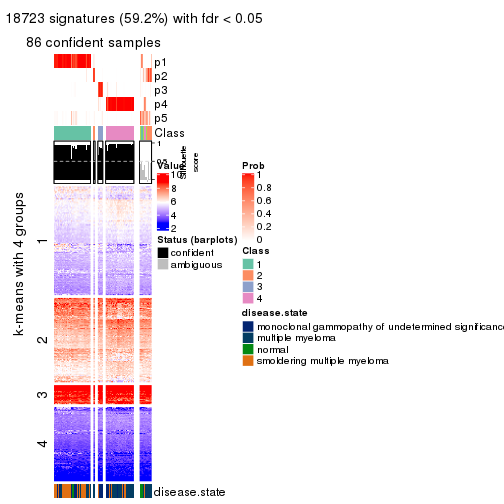 18723 signatures (59.2%) with fdr < 0.05
86 confident samples
p1
p2
p3
p4
p5
Class
1
0.5
Silhouette
score
k-means with 4 groups
1
2
3
4
disease.state
Value
10
8
6
4
2
Status (barplots)
confident
ambiguous
Prob
1
0.8
0.6
0.4
0.2
0
Class
1
2
3
4
disease.state
monoclonal gammopathy of undetermined significance
multiple myeloma
normal
smoldering multiple myeloma